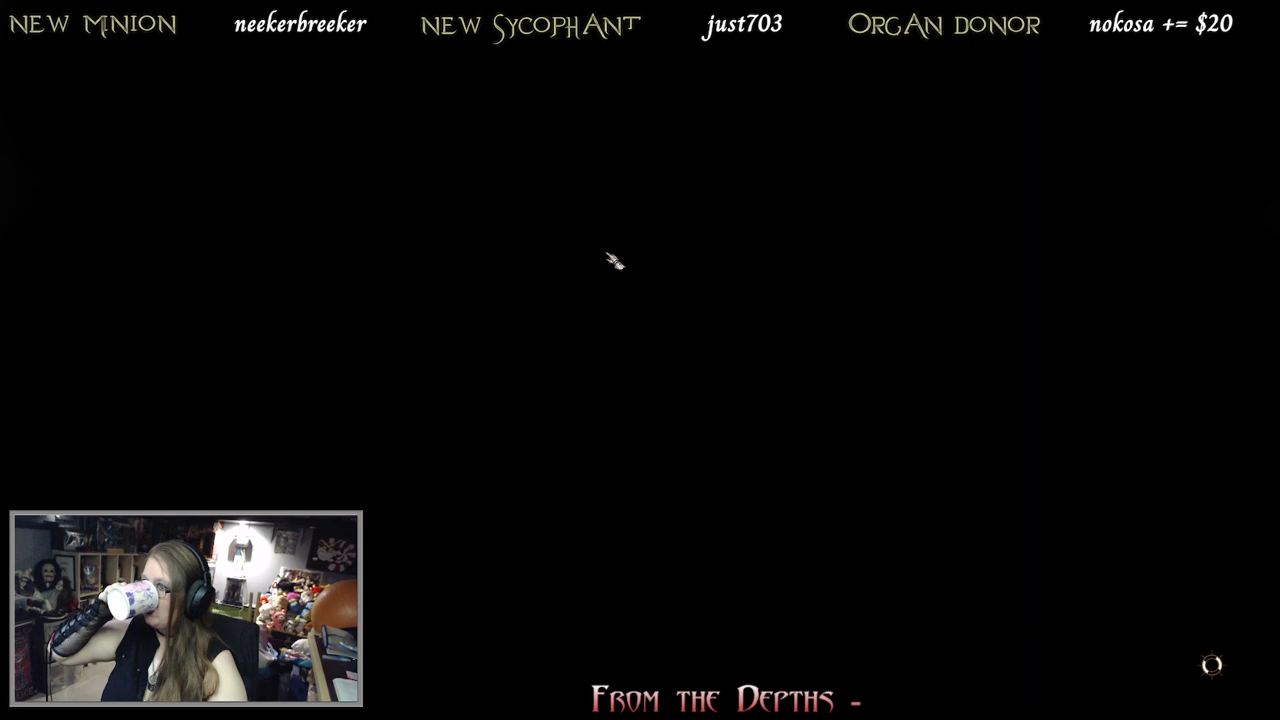 NEW MINION neekerbreeker NEW SYCOPHANT just703 ORGAN DONOR nokosa += $20
FROM THE DEPTHS -